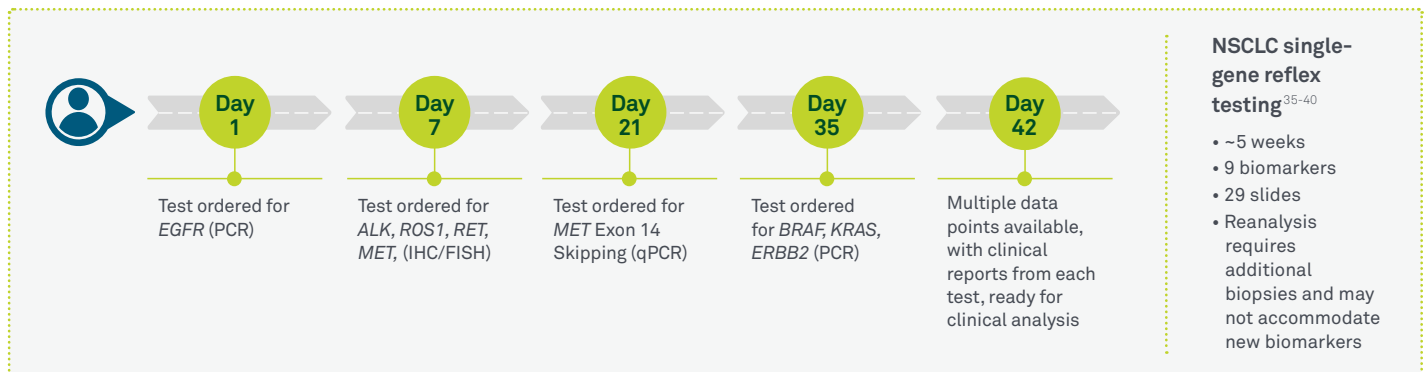 Day
1
Day
7
Day
21
Day
35
Day
42
Test ordered for
EGFR (PCR)
Test ordered for
ALK, ROS1, RET,
MET, (IHC/FISH)
Test ordered for
MET Exon 14
Skipping (qPCR)
Test ordered
for BRAF, KRAS,
ERBB2 (PCR)
Multiple data
points available,
with clinical
reports from each
test, ready for
clinical analysis
NSCLC single-
gene reflex
testing35-40
• ~5 weeks
• 9 biomarkers
• 29 slides
• Reanalysis
requires
additional
biopsies and may
not accommodate
new biomarkers